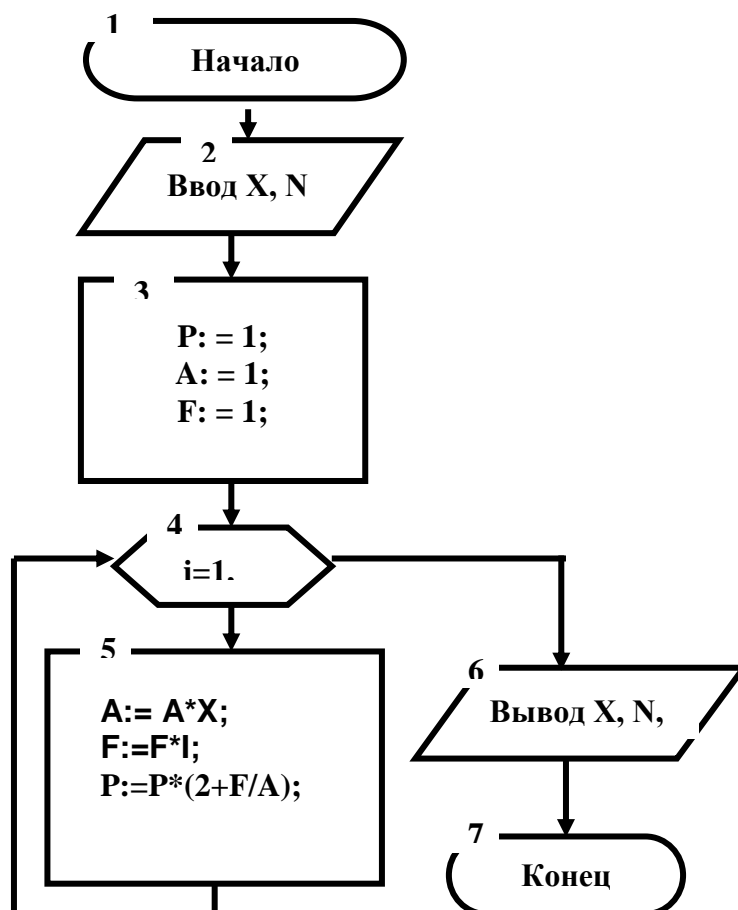 1
Начало
2
Ввод X, N
3
P: = 1;
A: = 1;
F: = 1;
4
i=1,
5
A:= A*X;
F:=F*I;
P:=P*(2+F/A);
6
Вывод X, N,
7
Конец